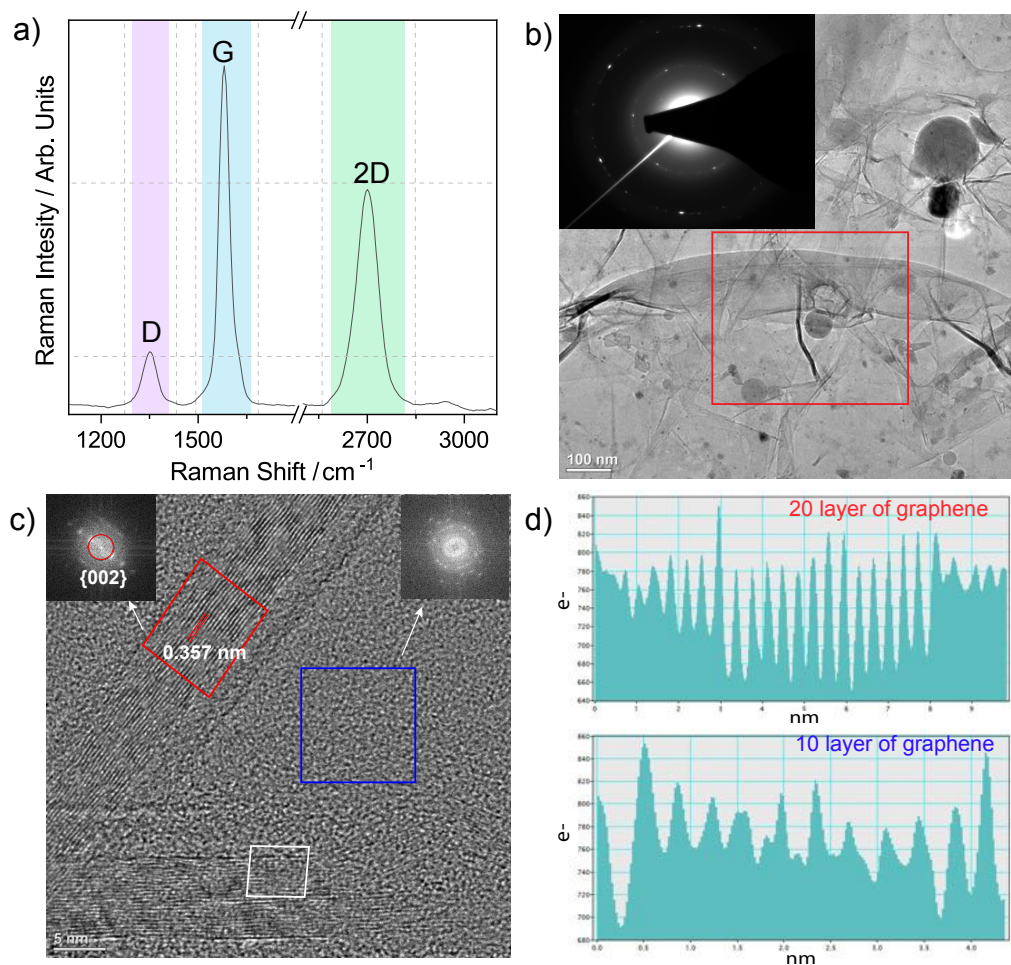 a)
D
G
2D
Raman Intesity / Arb. Units
1200 1500 2700 3000
Raman Shift / cm-1
b)
100 nm
c)
{002}
0.357 nm
5 nm
d)
20 layer of graphene
860
840
820
800
780
760
740
720
700
680
660
640
e-
0 1 2 3 4 5 6 7 8 9
nm
10 layer of graphene
860
840
820
800
780
760
740
720
700
680
e-
0.0 0.5 1.0 1.5 2.0 2.5 3.0 3.5 4.0
nm